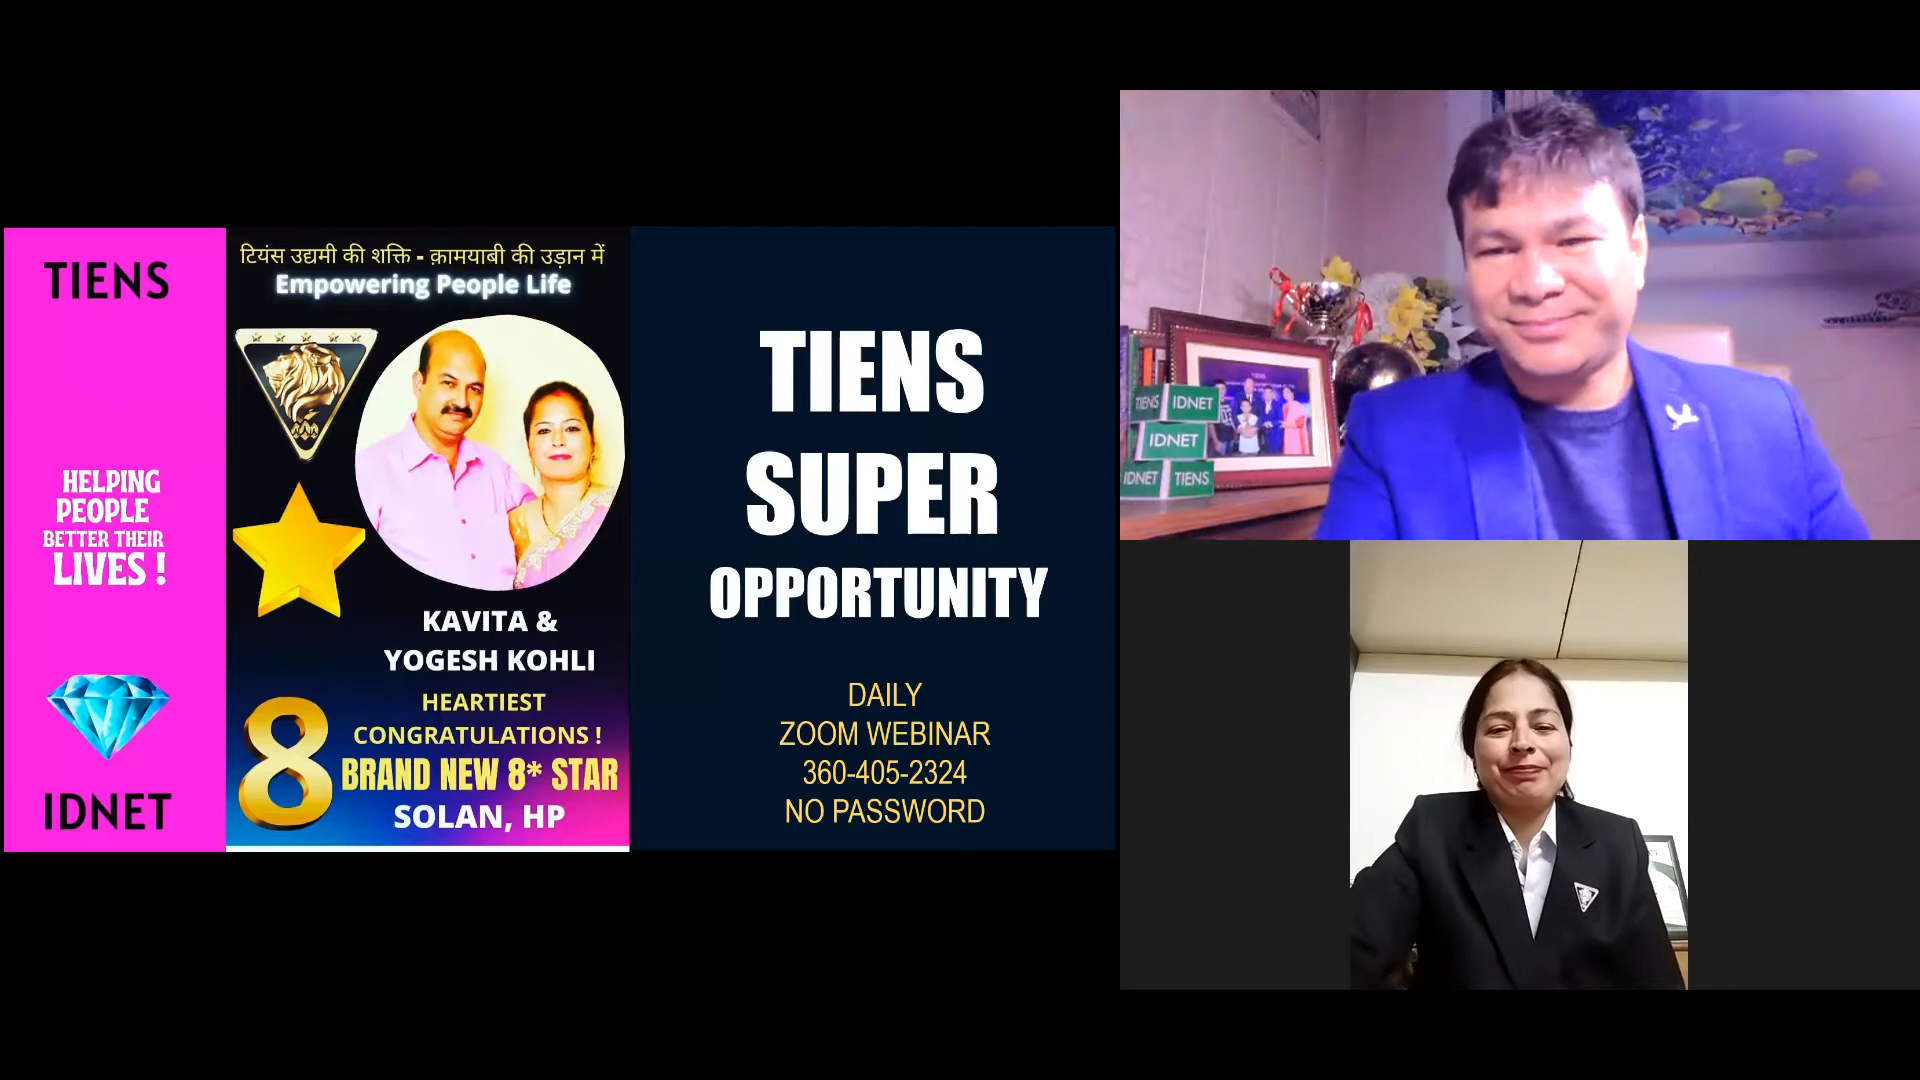 TIENS
HELPING
PEOPLE
BETTER THEIR
LIVES !
IDNET
टियंस उद्यमी की शक्ति - क़ामयाबी की उड़ान में
Empowering People Life
KAVITA &
YOGESH KOHLI
HEARTIEST
CONGRATULATIONS !
8
BRAND NEW 8* STAR
SOLAN, HP
TIENS
SUPER
OPPORTUNITY
DAILY
ZOOM WEBINAR
360-405-2324
NO PASSWORD
TIENS IDNET
IDNET
IDNET TIENS